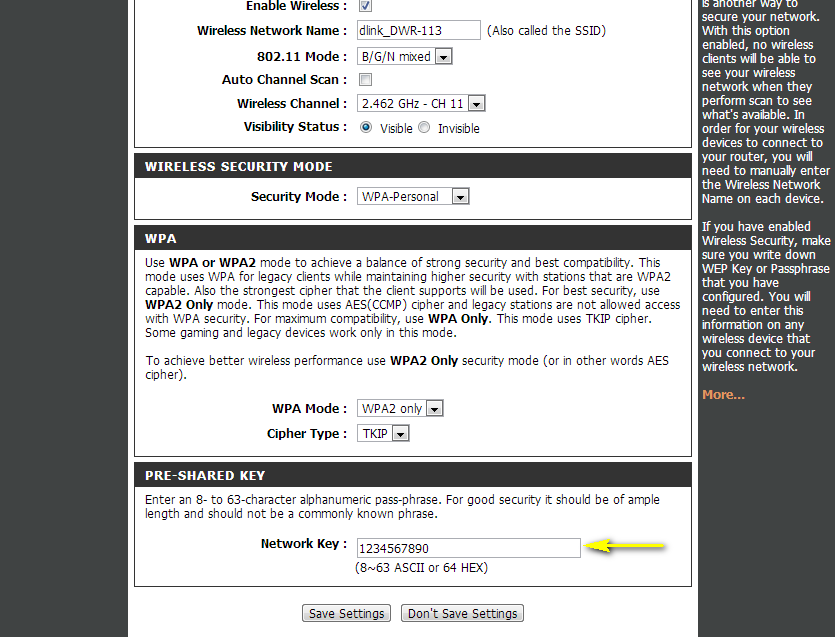 Enable Wireless :
Wireless Network Name : dlink_DWR-113 (Also called the SSID)
802.11 Mode : B/G/N mixed
Auto Channel Scan :
Wireless Channel : 2.462 GHz - CH 11
Visibility Status : Visible Invisible
WIRELESS SECURITY MODE
Security Mode : WPA-Personal
WPA
Use WPA or WPA2 mode to achieve a balance of strong security and best compatibility. This
mode uses WPA for legacy clients while maintaining higher security with stations that are WPA2
capable. Also the strongest cipher that the client supports will be used. For best security, use
WPA2 Only mode. This mode uses AES(CCMP) cipher and legacy stations are not allowed access
with WPA security. For maximum compatibility, use WPA Only. This mode uses TKIP cipher.
Some gaming and legacy devices work only in this mode.
To achieve better wireless performance use WPA2 Only security mode (or in other words AES
cipher).
WPA Mode : WPA2 only
Cipher Type : TKIP
PRE-SHARED KEY
Enter an 8- to 63-character alphanumeric pass-phrase. For good security it should be of ample
length and should not be a commonly known phrase.
Network Key : 1234567890
(8~63 ASCII or 64 HEX)
Save Settings Don't Save Settings
is another way to
secure your network.
With this option
enabled, no wireless
clients will be able to
see your wireless
network when they
perform scan to see
what's available. In
order for your wireless
devices to connect to
your router, you will
need to manually enter
the Wireless Network
Name on each device.
If you have enabled
Wireless Security, make
sure you write down
WEP Key or Passphrase
that you have
configured. You will
need to enter this
information on any
wireless device that
you connect to your
wireless network.
More...